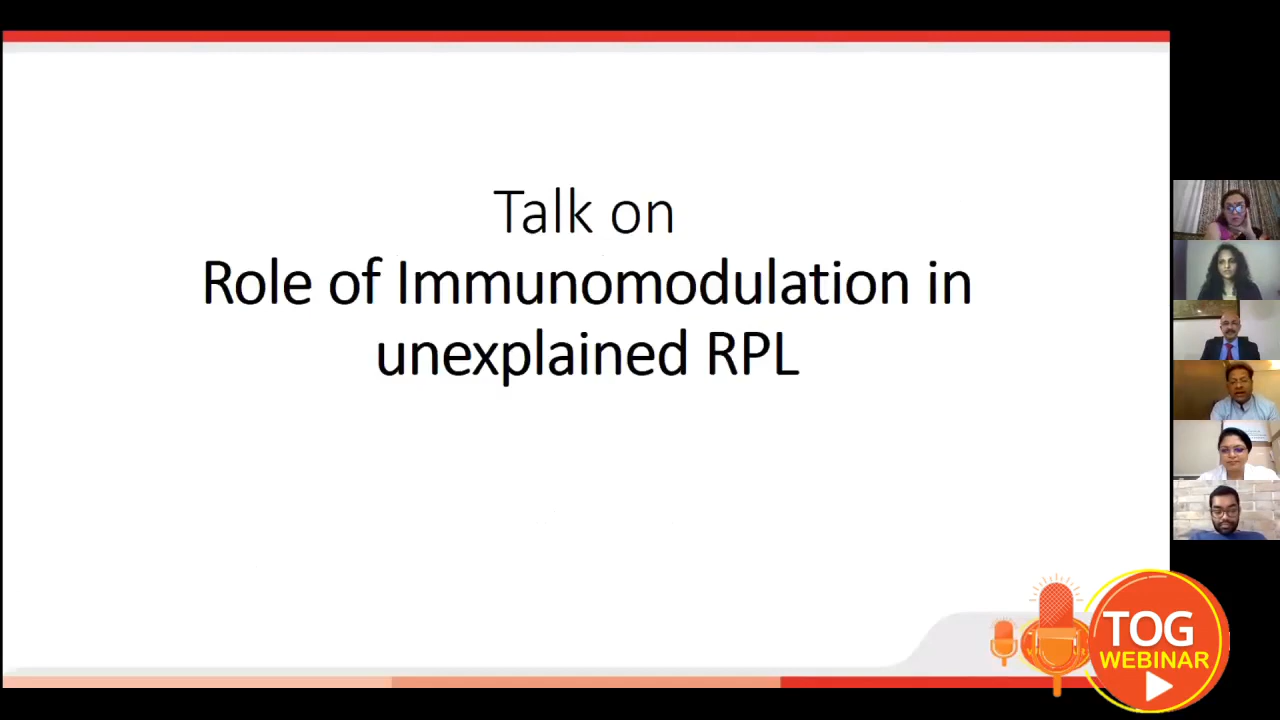 Talk on
Role of Immunomodulation in
unexplained RPL
TOG
WEBINAR